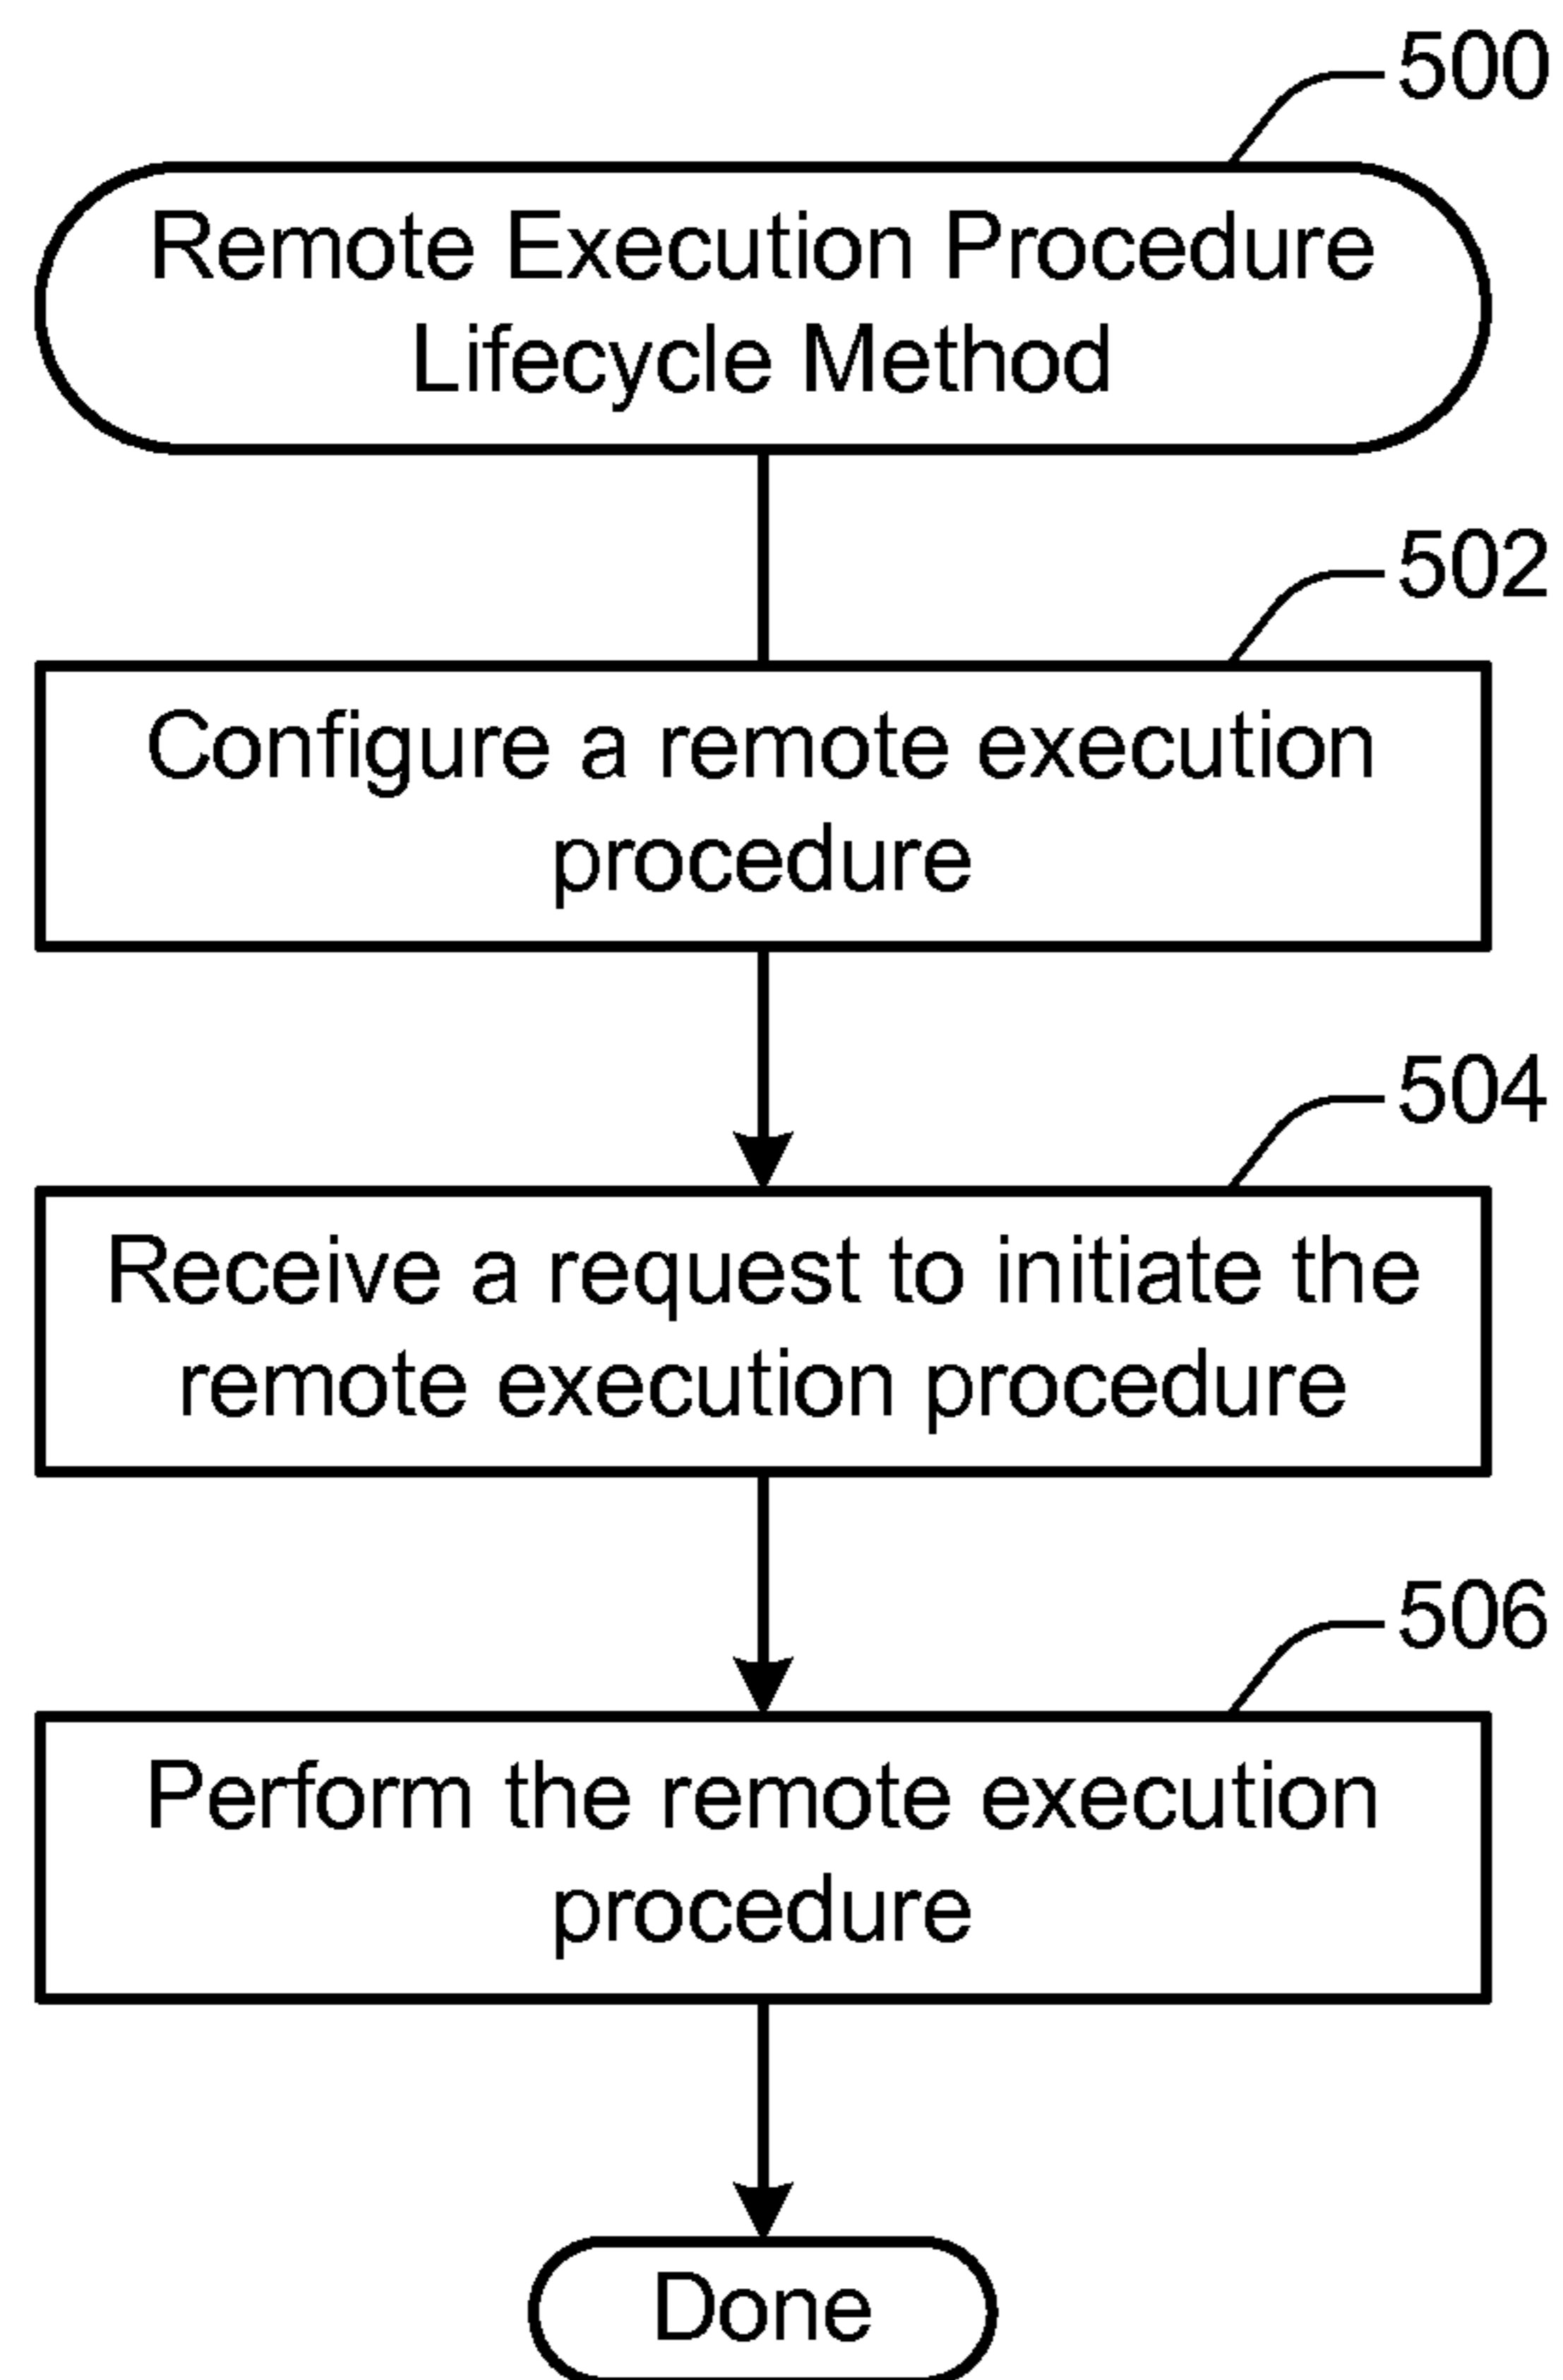 500
Remote Execution Procedure
Lifecycle Method
502
Configure a remote execution
procedure
504
Receive a request to initiate the
remote execution procedure
506
Perform the remote execution
procedure
Done